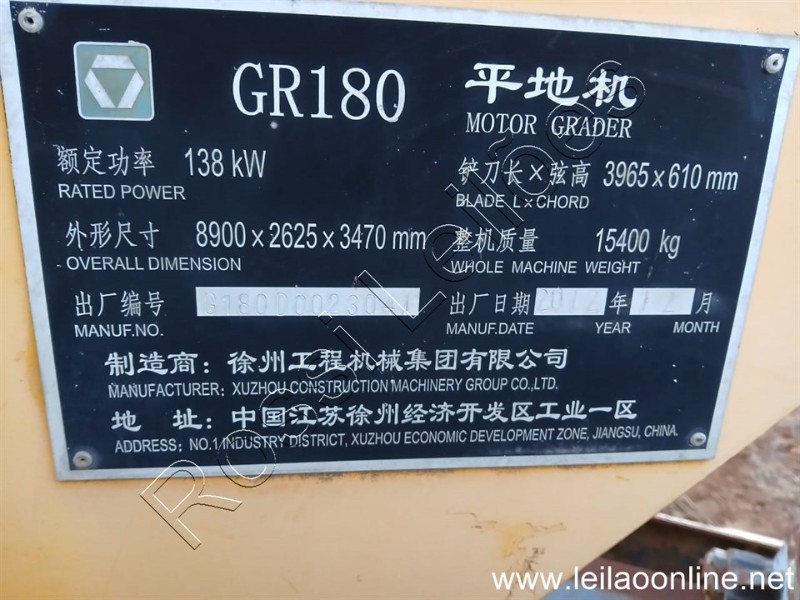 GR180 平地机
MOTOR GRADER
额定功率 138 kW 铲刀长×弦高 3965×610 mm
RATED POWER BLADE L×CHORD
外形尺寸 8900×2625×3470 mm 整机质量 15400 kg
OVERALL DIMENSION WHOLE MACHINE WEIGHT
出厂编号 出厂日期 年 月
MANUF.NO. MANUF.DATE YEAR MONTH
制造商：徐州工程机械集团有限公司
MANUFACTURER: XUZHOU CONSTRUCTION MACHINERY GROUP CO.,LTD.
地 址：中国江苏徐州经济开发区工业一区
ADDRESS: NO.1 INDUSTRY DISTRICT, XUZHOU ECONOMIC DEVELOPMENT ZONE, JIANGSU, CHINA.
Rossi Leilões
www.leilaoonline.net